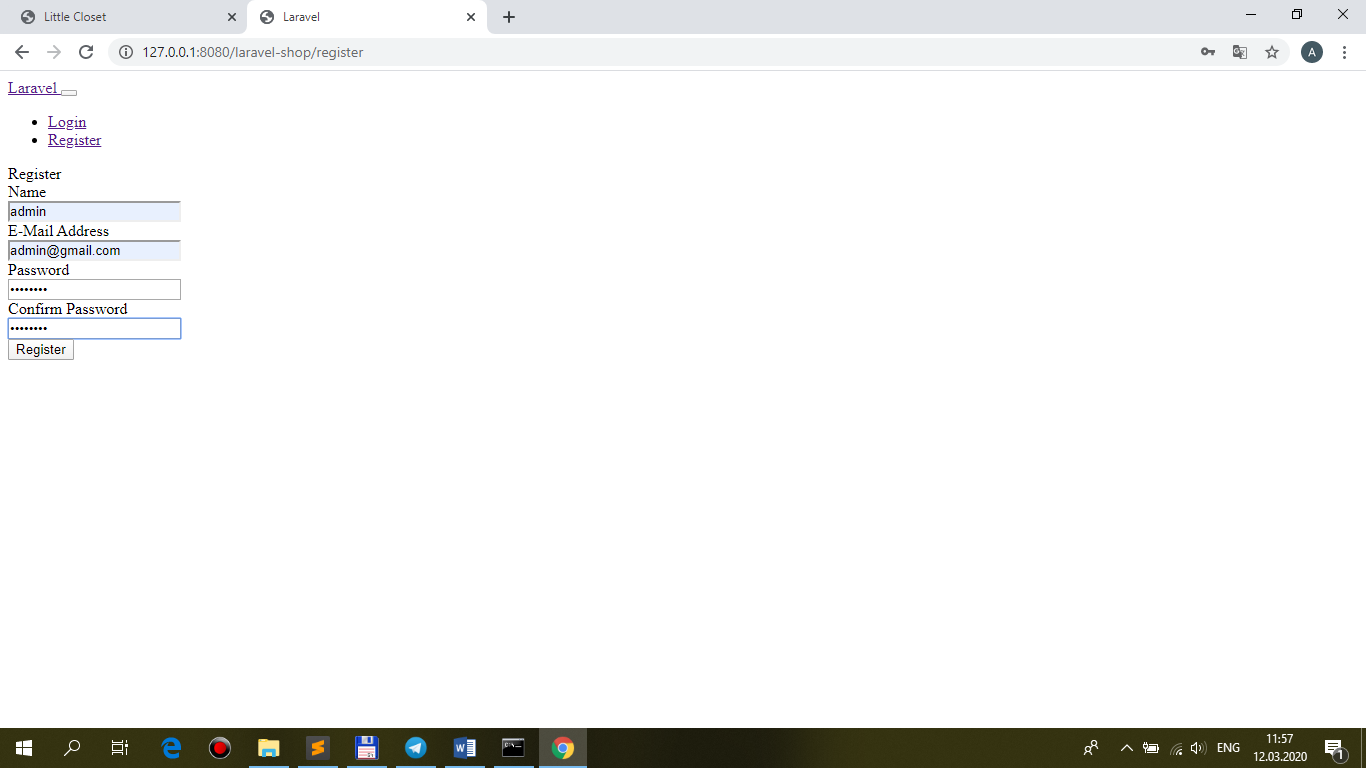 Little Closet
Laravel
127.0.0.1:8080/laravel-shop/register
A
Laravel
Login
Register
Register
Name
admin
E-Mail Address
admin@gmail.com
Password
••••••••
Confirm Password
••••••••
Register
ENG
11:57
12.03.2020
1